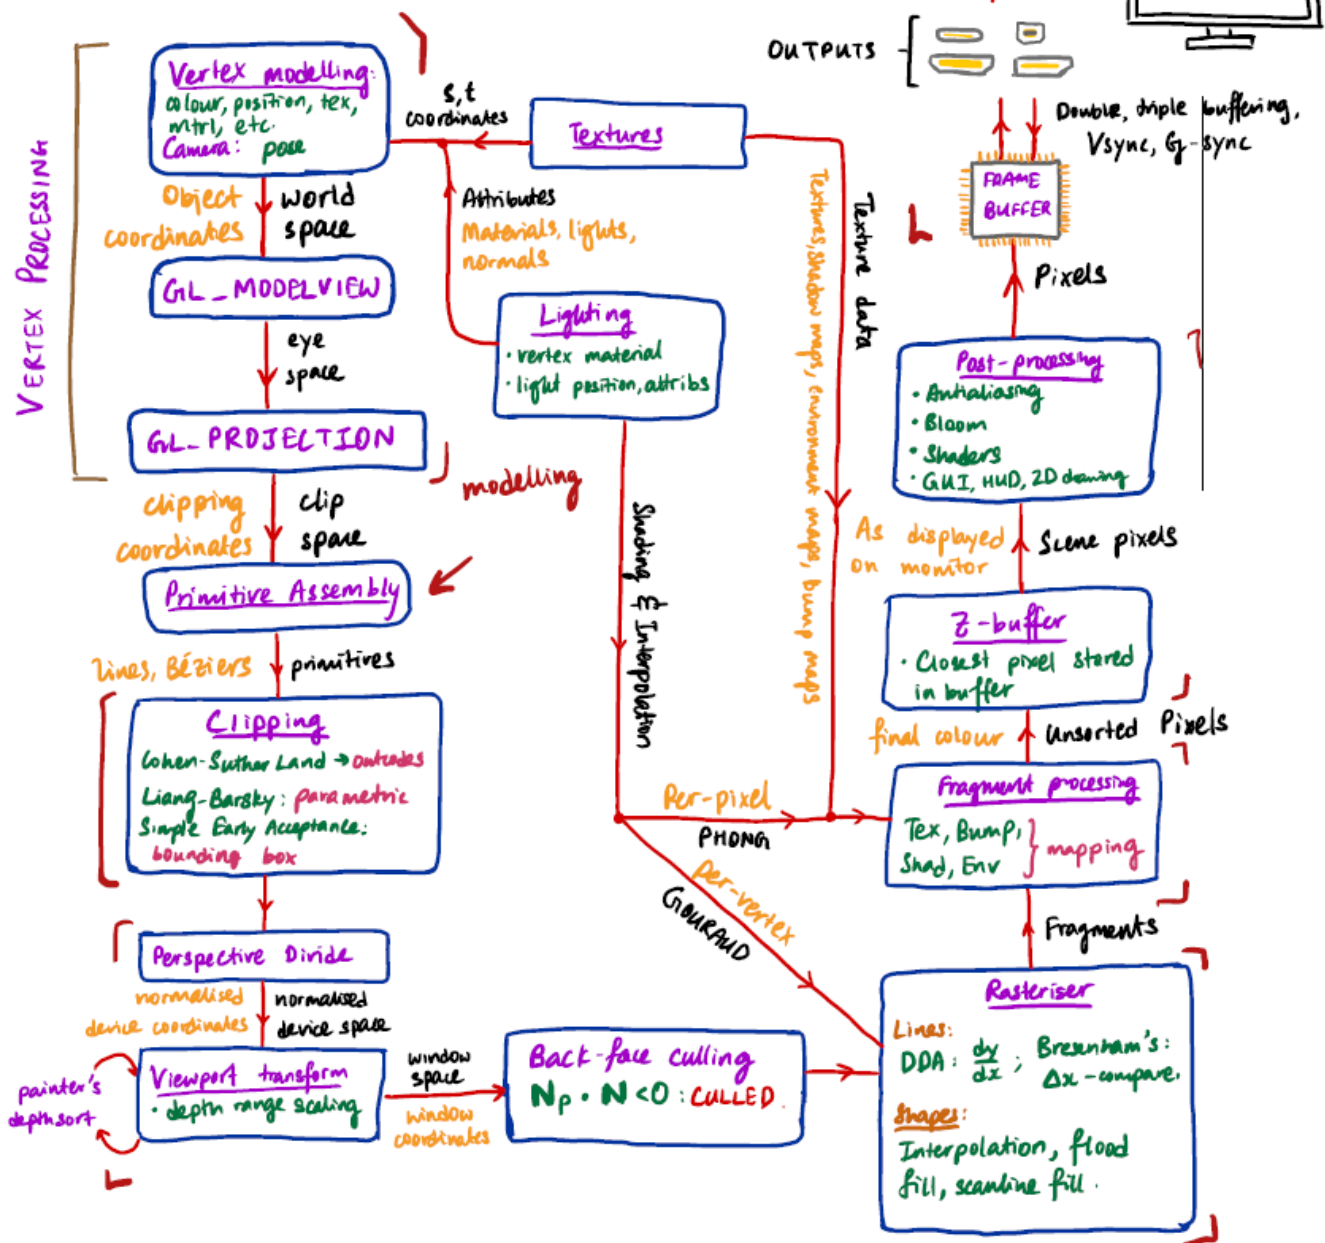 VERTEX PROCESSING
Vertex modelling:
colour, position, tex,
mtrl, etc.
Camera: pose
Object
coordinates
world
space
GL_MODELVIEW
eye
space
GL_PROJECTION
modelling
clipping
coordinates
clip
space
Primitive Assembly
lines, Béziers
primitives
Clipping
Cohen-Suther Land → outcodes
Liang-Barsky: parametric
Simple Early Acceptance:
bounding box
Perspective Divide
normalised
device coordinates
normalised
device space
Viewport transform
• depth range scaling
painter's
depth sort
window
space
window
coordinates
Back-face culling
Np • N < 0 : CULLED.
s,t
coordinates
Textures
Attributes
Materials, lights,
normals
Lighting
• vertex material
• light position, attribs
Shading & Interpolation
Texture data
Textures, shadow maps, environment maps, bump maps
Per-pixel
PHONG
per-vertex
GOURAUD
Rasteriser
Lines:
DDA: dy/dx ; Bresenham's:
Δx-compare.
Shapes:
Interpolation, flood
fill, scanline fill.
Fragments
Fragment processing
Tex, Bump,
Shad, Env
} mapping
final colour
Unsorted Pixels
Z-buffer
• Closest pixel stored
in buffer
As displayed
on monitor
Scene pixels
Post-processing
• Antialiasing
• Bloom
• Shaders
• GUI, HUD, 2D drawing
Pixels
FRAME
BUFFER
Double, triple buffering,
Vsync, G-sync
OUTPUTS